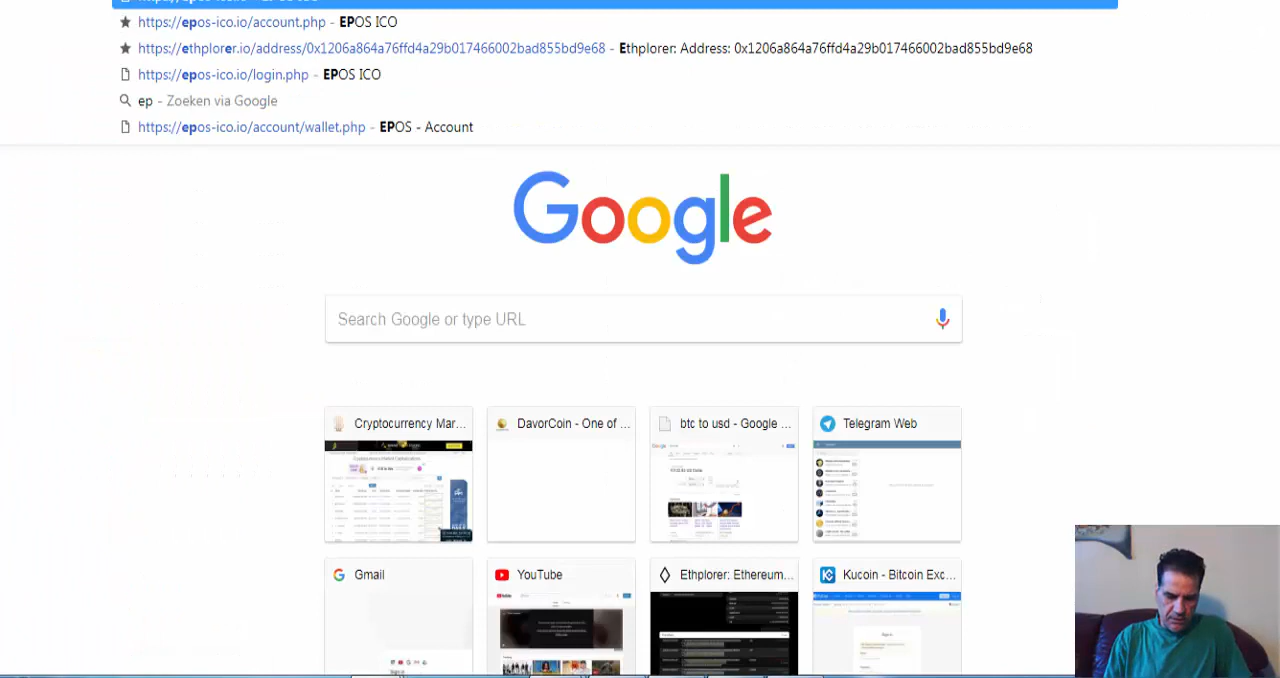 https://epos-ico.io/account.php - EPOS ICO
https://ethplorer.io/address/0x1206a864a76ffd4a29b017466002bad855bd9e68 - Ethplorer: Address: 0x1206a864a76ffd4a29b017466002bad855bd9e68
https://epos-ico.io/login.php - EPOS ICO
ep - Zoeken via Google
https://epos-ico.io/account/wallet.php - EPOS - Account
Google
Search Google or type URL
Cryptocurrency Mar...
DavorCoin - One of ...
btc to usd - Google ...
Telegram Web
Gmail
YouTube
Ethplorer: Ethereum...
Kucoin - Bitcoin Exc...